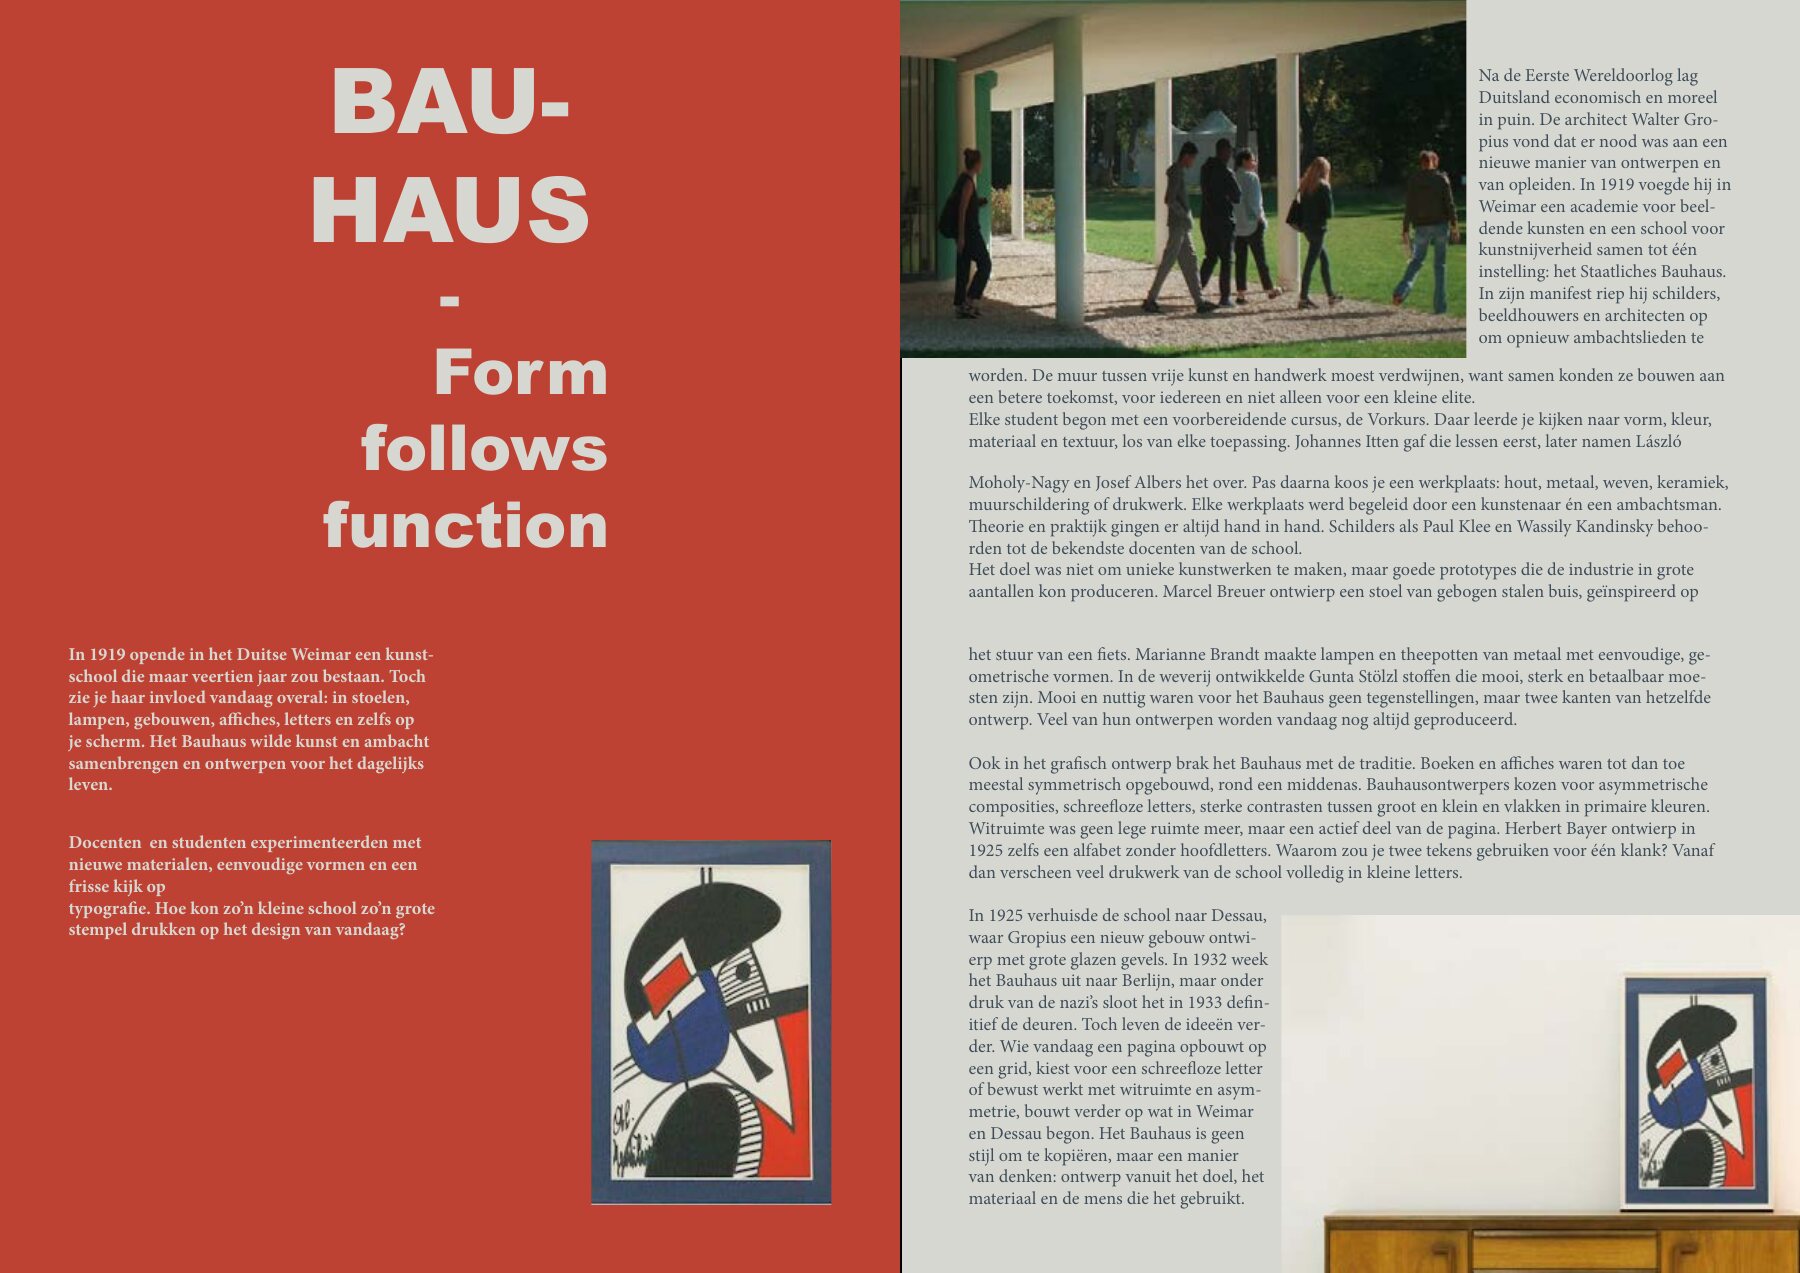 BAU-
HAUS
-
Form
follows
function
In 1919 opende in het Duitse Weimar een kunst-
school die maar veertien jaar zou bestaan. Toch
zie je haar invloed vandaag overal: in stoelen,
lampen, gebouwen, affiches, letters en zelfs op
je scherm. Het Bauhaus wilde kunst en ambacht
samenbrengen en ontwerpen voor het dagelijks
leven.
Docenten  en studenten experimenteerden met
nieuwe materialen, eenvoudige vormen en een
frisse kijk op
typografie. Hoe kon zo’n kleine school zo’n grote
stempel drukken op het design van vandaag?
Na de Eerste Wereldoorlog lag
Duitsland economisch en moreel
in puin. De architect Walter Gro-
pius vond dat er nood was aan een
nieuwe manier van ontwerpen en
van opleiden. In 1919 voegde hij in
Weimar een academie voor beel-
dende kunsten en een school voor
kunstnijverheid samen tot één
instelling: het Staatliches Bauhaus.
In zijn manifest riep hij schilders,
beeldhouwers en architecten op
om opnieuw ambachtslieden te
worden. De muur tussen vrije kunst en handwerk moest verdwijnen, want samen konden ze bouwen aan
een betere toekomst, voor iedereen en niet alleen voor een kleine elite.
Elke student begon met een voorbereidende cursus, de Vorkurs. Daar leerde je kijken naar vorm, kleur,
materiaal en textuur, los van elke toepassing. Johannes Itten gaf die lessen eerst, later namen László
Moholy-Nagy en Josef Albers het over. Pas daarna koos je een werkplaats: hout, metaal, weven, keramiek,
muurschildering of drukwerk. Elke werkplaats werd begeleid door een kunstenaar én een ambachtsman.
Theorie en praktijk gingen er altijd hand in hand. Schilders als Paul Klee en Wassily Kandinsky behoo-
rden tot de bekendste docenten van de school.
Het doel was niet om unieke kunstwerken te maken, maar goede prototypes die de industrie in grote
aantallen kon produceren. Marcel Breuer ontwierp een stoel van gebogen stalen buis, geïnspireerd op
het stuur van een fiets. Marianne Brandt maakte lampen en theepotten van metaal met eenvoudige, ge-
ometrische vormen. In de weverij ontwikkelde Gunta Stölzl stoffen die mooi, sterk en betaalbaar moe-
sten zijn. Mooi en nuttig waren voor het Bauhaus geen tegenstellingen, maar twee kanten van hetzelfde
ontwerp. Veel van hun ontwerpen worden vandaag nog altijd geproduceerd.
Ook in het grafisch ontwerp brak het Bauhaus met de traditie. Boeken en affiches waren tot dan toe
meestal symmetrisch opgebouwd, rond een middenas. Bauhausontwerpers kozen voor asymmetrische
composities, schreefloze letters, sterke contrasten tussen groot en klein en vlakken in primaire kleuren.
Witruimte was geen lege ruimte meer, maar een actief deel van de pagina. Herbert Bayer ontwierp in
1925 zelfs een alfabet zonder hoofdletters. Waarom zou je twee tekens gebruiken voor één klank? Vanaf
dan verscheen veel drukwerk van de school volledig in kleine letters.
In 1925 verhuisde de school naar Dessau,
waar Gropius een nieuw gebouw ontwi-
erp met grote glazen gevels. In 1932 week
het Bauhaus uit naar Berlijn, maar onder
druk van de nazi’s sloot het in 1933 defin-
itief de deuren. Toch leven de ideeën ver-
der. Wie vandaag een pagina opbouwt op
een grid, kiest voor een schreefloze letter
of bewust werkt met witruimte en asym-
metrie, bouwt verder op wat in Weimar
en Dessau begon. Het Bauhaus is geen
stijl om te kopiëren, maar een manier
van denken: ontwerp vanuit het doel, het
materiaal en de mens die het gebruikt.